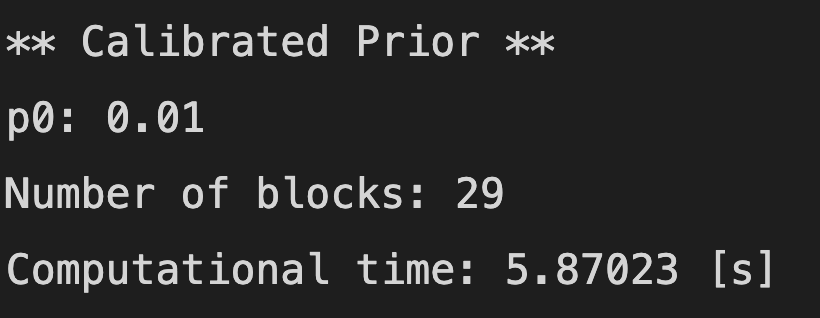 ** Calibrated Prior **
p0: 0.01
Number of blocks: 29
Computational time: 5.87023 [s]